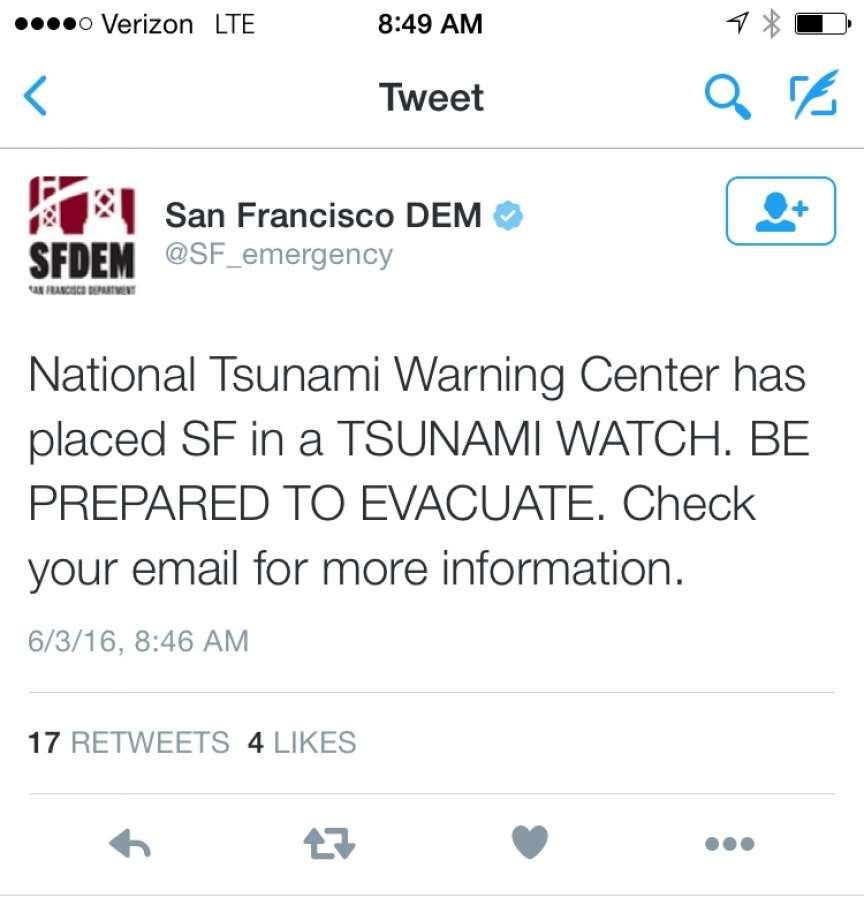 Verizon LTE 8:49 AM
Tweet
SFDEM
SAN FRANCISCO DEPARTMENT
San Francisco DEM
@SF_emergency
National Tsunami Warning Center has
placed SF in a TSUNAMI WATCH. BE
PREPARED TO EVACUATE. Check
your email for more information.
6/3/16, 8:46 AM
17 RETWEETS 4 LIKES